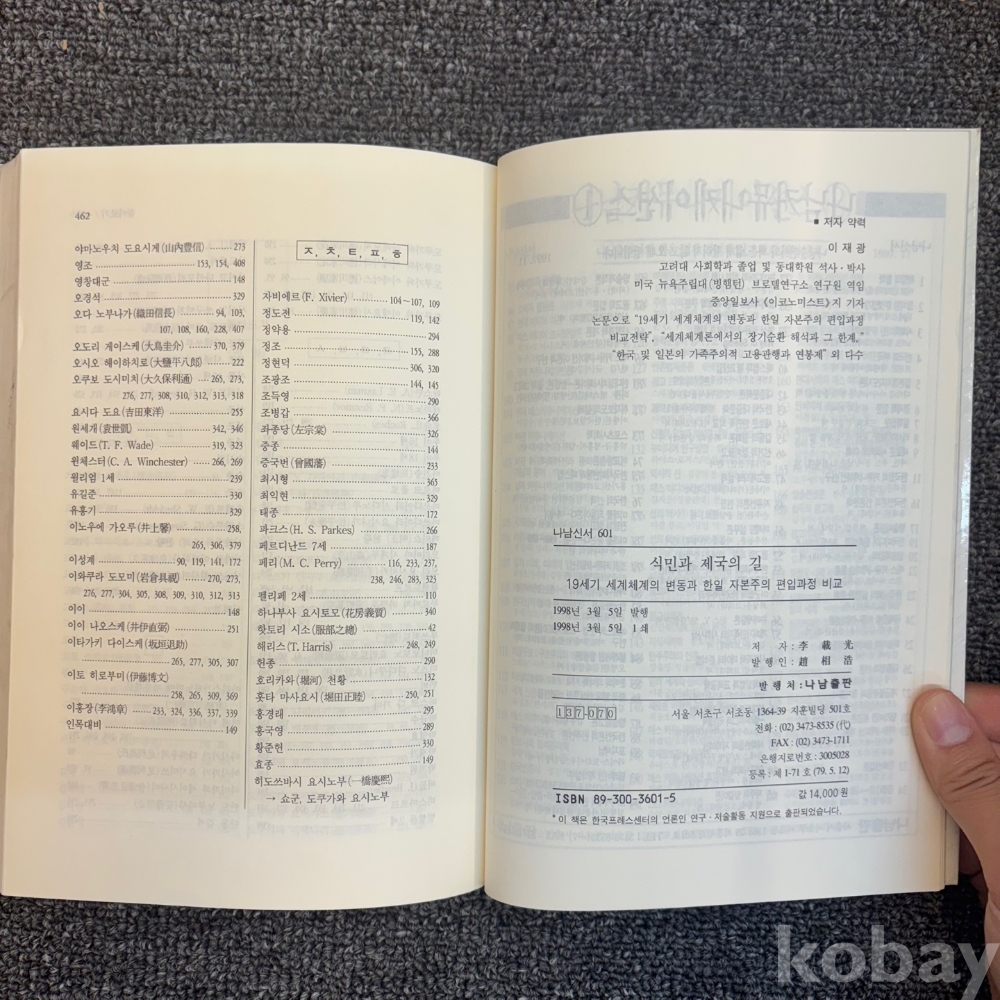 462
야마노우치 도요시게(山內豊信) ······ 273
영조 ······ 153, 154, 408
영창대군 ······ 148
오경석 ······ 329
오다 노부나가(織田信長) ······ 94, 103,
107, 108, 160, 228, 407
오도리 게이스케(大鳥圭介) ······ 370, 379
오시오 헤이하치로(大鹽平八郎) ······ 222
오쿠보 도시미치(大久保利通) ······ 265, 273,
276, 277, 308, 310, 312, 313, 318
요시다 도요(吉田東洋) ······ 255
원세개(袁世凱) ······ 342, 346
웨이드(T. F. Wade) ······ 319, 323
윈체스터(C. A. Winchester) ······ 266, 269
윌리엄 1세 ······ 239
유길준 ······ 330
유홍기 ······ 329
이노우에 가오루(井上馨) ······ 258,
265, 306, 379
이성계 ······ 90, 119, 141, 172
이와쿠라 도모미(岩倉具視) ······ 270, 273,
276, 277, 304, 305, 308, 309, 310, 312, 313
이이 ······ 148
이이 나오스케(井伊直弼) ······ 251
이타가키 다이스케(坂垣退助)
······ 265, 277, 305, 307
이토 히로부미(伊藤博文)
······ 258, 265, 309, 369
이홍장(李鴻章) ······ 233, 324, 336, 337, 339
인목대비 ······ 149
ㅈ, ㅊ, ㅌ, ㅍ, ㅎ
자비에르(F. Xivier) ······ 104~107, 109
정도전 ······ 119, 142
정약용 ······ 294
정조 ······ 155, 288
정현덕 ······ 306, 320
조광조 ······ 144, 145
조득영 ······ 290
조병갑 ······ 366
좌종당(左宗棠) ······ 326
중종 ······ 144
증국번(曾國藩) ······ 233
최시형 ······ 365
최익현 ······ 329
태종 ······ 172
파크스(H. S. Parkes) ······ 266
페르디난드 7세 ······ 187
페리(M. C. Perry) ······ 116, 233, 237,
238, 246, 283, 323
펠리페 2세 ······ 110
하나부사 요시토모(花房義質) ······ 340
핫토리 시소(服部之總) ······ 42
해리스(T. Harris) ······ 248, 249
헌종 ······ 290
호리카와(堀河) 천황 ······ 132
홋타 마사요시(堀田正睦) ······ 250, 251
홍경래 ······ 295
홍국영 ······ 289
황준헌 ······ 330
효종 ······ 149
히도쓰바시 요시노부(一橋慶熙)
→ 쇼군, 도쿠가와 요시노부
■ 저자 약력
이 재 광
고려대 사회학과 졸업 및 동대학원 석사·박사
미국 뉴욕주립대(빙햄턴) 브로델연구소 연구원 역임
중앙일보사 《이코노미스트》지 기자
논문으로 "19세기 세계체계의 변동과 한일 자본주의 편입과정
비교전략", "세계체계론에서의 장기순환 해석과 그 한계,"
"한국 및 일본의 가족주의적 고용관행과 연봉제" 외 다수
나남신서 601
식민과 제국의 길
19세기 세계체계의 변동과 한일 자본주의 편입과정 비교
1998년 3월 5일 발행
1998년 3월 5일 1쇄
저 자 : 李 載 光
발 행 인 : 趙 相 浩
발 행 처 : 나남출판
137-070 서울 서초구 서초동 1364-39 지훈빌딩 501호
전화 : (02) 3473-8535 (代)
FAX : (02) 3473-1711
은행지로번호 : 3005028
등록 : 제 1-71호 (79. 5. 12)
ISBN 89-300-3601-5 값 14,000원
* 이 책은 한국프레스센터의 언론인 연구·저술활동 지원으로 출판되었습니다.
kobay